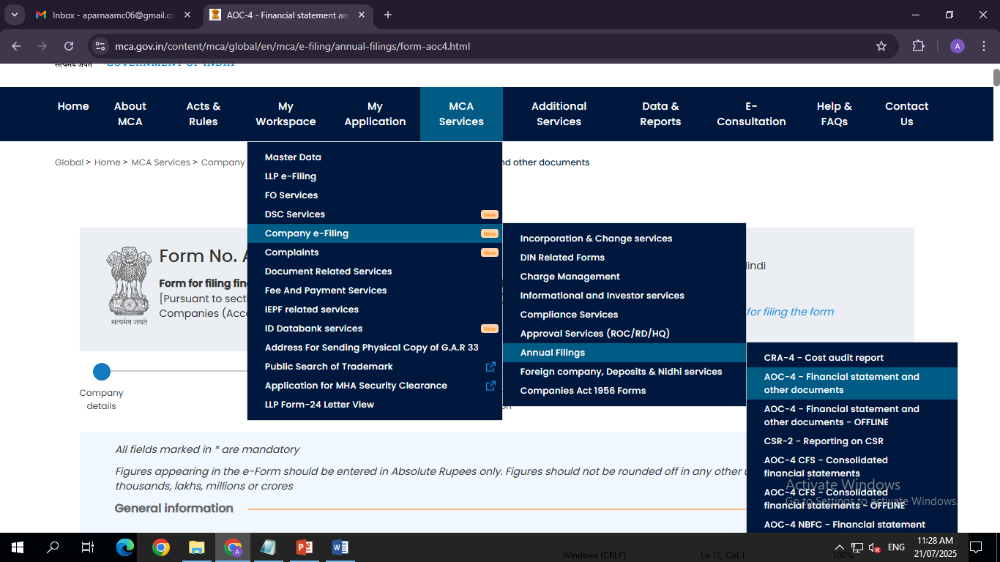 Inbox - aparnaamc06@gmail.co
AOC-4 - Financial statement an
mca.gov.in/content/mca/global/en/mca/e-filing/annual-filings/form-aoc4.html
A
सत्यमेव जयते
GOVERNMENT OF INDIA
Home
About
MCA
Acts &
Rules
My
Workspace
My
Application
MCA
Services
Additional
Services
Data &
Reports
E-
Consultation
Help &
FAQs
Contact
Us
Global > Home > MCA Services > Company
nd other documents
Master Data
LLP e-Filing
FO Services
DSC Services New
Company e-Filing New
Complaints New
Document Related Services
Fee And Payment Services
IEPF related services
ID Databank services New
Address For Sending Physical Copy of G.A.R 33
Public Search of Trademark
Application for MHA Security Clearance
LLP Form-24 Letter View
Incorporation & Change services
DIN Related Forms
Charge Management
Informational and Investor services
Compliance Services
Approval Services (ROC/RD/HQ)
Annual Filings
Foreign company, Deposits & Nidhi services
Companies Act 1956 Forms
CRA-4 - Cost audit report
AOC-4 - Financial statement and
other documents
AOC-4 - Financial statement and
other documents - OFFLINE
CSR-2 - Reporting on CSR
AOC-4 CFS - Consolidated
financial statements
AOC-4 CFS - Consolidated
financial statements - OFFLINE
AOC-4 NBFC - Financial statement
सत्यमेव जयते
Form No. A
Form for filing fin
[Pursuant to secti
Companies (Acco
indi
for filing the form
Company
details
on
All fields marked in * are mandatory
Figures appearing in the e-Form should be entered in Absolute Rupees only. Figures should not be rounded off in any other u
thousands, lakhs, millions or crores
General information
Activate Windows
Go to Settings to activate Windows.
Windows (CRLF)
Ln 15, Col 1
100%
ENG
11:28 AM
21/07/2025